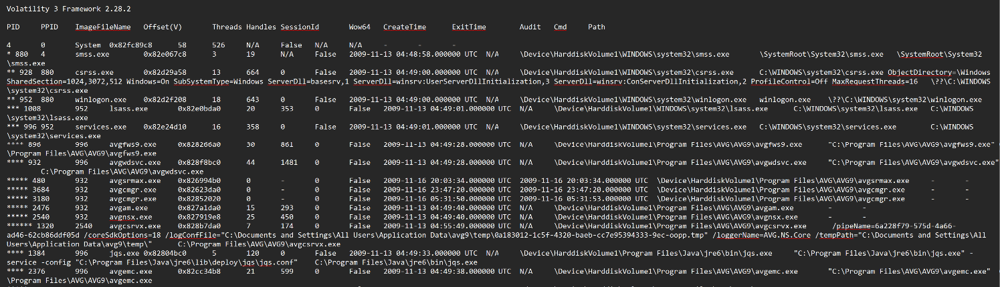 Volatility 3 Framework 2.28.2
PID PPID ImageFileName Offset(V) Threads Handles SessionId Wow64 CreateTime ExitTime Audit Cmd Path
4 0 System 0x82fc89c8 58 526 N/A False N/A N/A - - -
* 880 4 smss.exe 0x82e067c8 3 19 N/A False 2009-11-13 04:48:58.000000 UTC N/A \Device\HarddiskVolume1\WINDOWS\system32\smss.exe \SystemRoot\System32\smss.exe \SystemRoot\System32
\smss.exe
** 928 880 csrss.exe 0x82d29a58 13 664 0 False 2009-11-13 04:49:00.000000 UTC N/A \Device\HarddiskVolume1\WINDOWS\system32\csrss.exe C:\WINDOWS\system32\csrss.exe ObjectDirectory=\Windows
SharedSection=1024,3072,512 Windows=On SubSystemType=Windows ServerDll=basesrv,1 ServerDll=winsrv:UserServerDllInitialization,3 ServerDll=winsrv:ConServerDllInitialization,2 ProfileControl=Off MaxRequestThreads=16 \??\C:\WINDOWS
\system32\csrss.exe
** 952 880 winlogon.exe 0x82d2f208 18 643 0 False 2009-11-13 04:49:00.000000 UTC N/A \Device\HarddiskVolume1\WINDOWS\system32\winlogon.exe winlogon.exe \??\C:\WINDOWS\system32\winlogon.exe
*** 1008 952 lsass.exe 0x82e0bda0 20 353 0 False 2009-11-13 04:49:01.000000 UTC N/A \Device\HarddiskVolume1\WINDOWS\system32\lsass.exe C:\WINDOWS\system32\lsass.exe C:\WINDOWS
\system32\lsass.exe
*** 996 952 services.exe 0x82e24d10 16 358 0 False 2009-11-13 04:49:01.000000 UTC N/A \Device\HarddiskVolume1\WINDOWS\system32\services.exe C:\WINDOWS\system32\services.exe C:\WINDOWS
\system32\services.exe
**** 896 996 avgfws9.exe 0x828266a0 30 861 0 False 2009-11-13 04:49:28.000000 UTC N/A \Device\HarddiskVolume1\Program Files\AVG\AVG9\avgfws9.exe "C:\Program Files\AVG\AVG9\avgfws9.exe"
\Program Files\AVG\AVG9\avgfws9.exe
**** 932 996 avgwdsvc.exe 0x828f8bc0 44 1481 0 False 2009-11-13 04:49:28.000000 UTC N/A \Device\HarddiskVolume1\Program Files\AVG\AVG9\avgwdsvc.exe "C:\Program Files\AVG\AVG9\avgwdsvc.exe"
C:\Program Files\AVG\AVG9\avgwdsvc.exe
***** 480 932 avgsrmax.exe 0x826994b0 0 - 0 False 2009-11-16 20:03:34.000000 UTC 2009-11-16 20:03:34.000000 UTC \Device\HarddiskVolume1\Program Files\AVG\AVG9\avgsrmax.exe - -
***** 3684 932 avgcmgr.exe 0x82623da0 0 - 0 False 2009-11-16 23:47:20.000000 UTC 2009-11-16 23:47:20.000000 UTC \Device\HarddiskVolume1\Program Files\AVG\AVG9\avgcmgr.exe - -
***** 3180 932 avgcmgr.exe 0x82852020 0 - 0 False 2009-11-16 05:31:50.000000 UTC 2009-11-16 05:31:53.000000 UTC \Device\HarddiskVolume1\Program Files\AVG\AVG9\avgcmgr.exe - -
***** 2476 932 avgam.exe 0x827a1da0 15 293 0 False 2009-11-13 04:49:40.000000 UTC N/A \Device\HarddiskVolume1\Program Files\AVG\AVG9\avgam.exe - -
***** 2540 932 avgnsx.exe 0x827919e8 25 450 0 False 2009-11-13 04:49:40.000000 UTC N/A \Device\HarddiskVolume1\Program Files\AVG\AVG9\avgnsx.exe - -
****** 1320 2540 avgcsrvx.exe 0x828b7da0 7 174 0 False 2009-11-13 04:49:41.000000 UTC N/A \Device\HarddiskVolume1\Program Files\AVG\AVG9\avgcsrvx.exe /pipeName=6a228f79-575d-4a66-
ad46-62cb86ddf05d /coreSdkOptions=18 /logConfFile="C:\Documents and Settings\All Users\Application Data\avg9\temp\0a183012-1c5f-4320-baeb-cc7e95394333-9ec-oopp.tmp" /loggerName=AVG.NS.Core /tempPath="C:\Documents and Settings\All
Users\Application Data\avg9\temp\" C:\Program Files\AVG\AVG9\avgcsrvx.exe
**** 1384 996 jqs.exe 0x82804bc0 5 120 0 False 2009-11-13 04:49:33.000000 UTC N/A \Device\HarddiskVolume1\Program Files\Java\jre6\bin\jqs.exe "C:\Program Files\Java\jre6\bin\jqs.exe" -
service -config "C:\Program Files\Java\jre6\lib\deploy\jqs\jqs.conf" C:\Program Files\Java\jre6\bin\jqs.exe
**** 2376 996 avgemc.exe 0x82cc34b8 21 599 0 False 2009-11-13 04:49:38.000000 UTC N/A \Device\HarddiskVolume1\Program Files\AVG\AVG9\avgemc.exe "C:\Program Files\AVG\AVG9\avgemc.exe"
\Program Files\AVG\AVG9\avgemc.exe